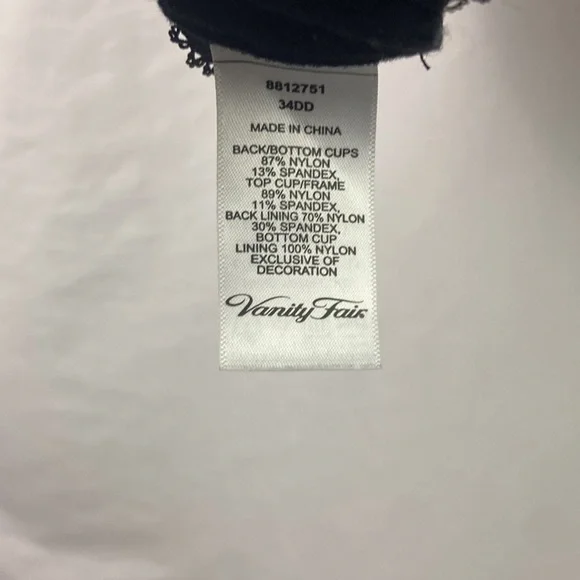 8812751
34DD
MADE IN CHINA
BACK/BOTTOM CUPS
87% NYLON
13% SPANDEX,
TOP CUP/FRAME
89% NYLON
11% SPANDEX,
BACK LINING 70% NYLON
30% SPANDEX,
BOTTOM CUP
LINING 100% NYLON
EXCLUSIVE OF
DECORATION
Vanity Fair